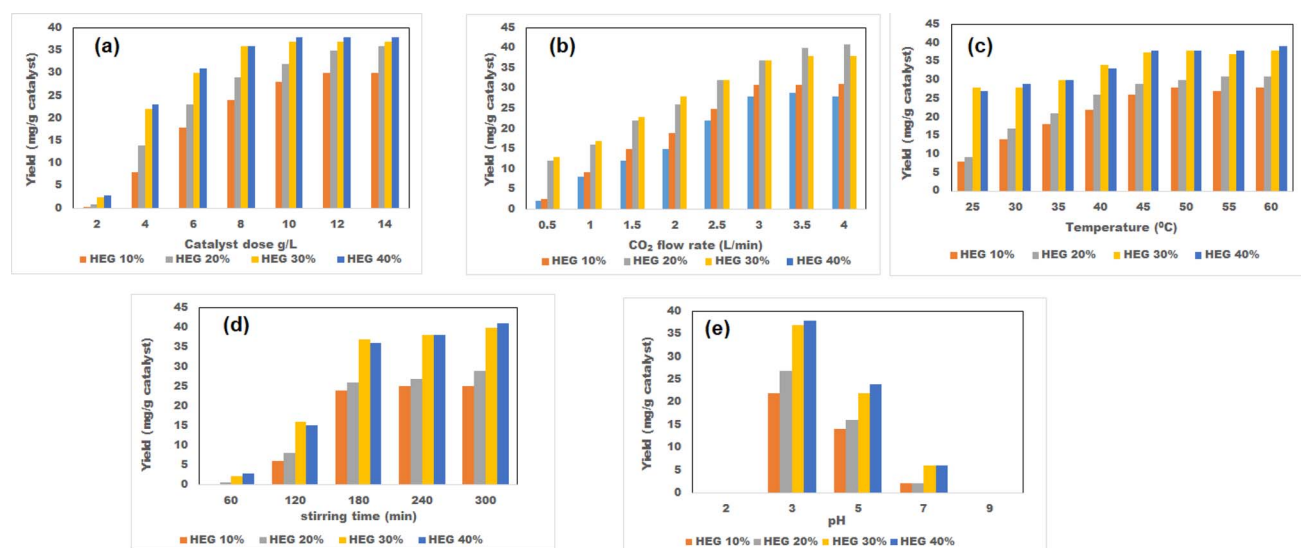 (a)
Yield (mg/g catalyst)
40
35
30
25
20
15
10
5
0
2 4 6 8 10 12 14
Catalyst dose g/L
HEG 10% HEG 20% HEG 30% HEG 40%
(b)
Yield (mg/g catalyst)
45
40
35
30
25
20
15
10
5
0
0.5 1 1.5 2 2.5 3 3.5 4
CO₂ flow rate (L/min)
HEG 10% HEG 20% HEG 30% HEG 40%
(c)
Yield (mg/g catalyst)
45
40
35
30
25
20
15
10
5
0
25 30 35 40 45 50 55 60
Temperature (⁰C)
HEG 10% HEG 20% HEG 30% HEG 40%
(d)
Yield (mg/g catalyst)
45
40
35
30
25
20
15
10
5
0
60 120 180 240 300
stirring time (min)
HEG 10% HEG 20% HEG 30% HEG 40%
(e)
Yield (mg/g catalyst)
40
35
30
25
20
15
10
5
0
2 3 5 7 9
pH
HEG 10% HEG 20% HEG 30% HEG 40%